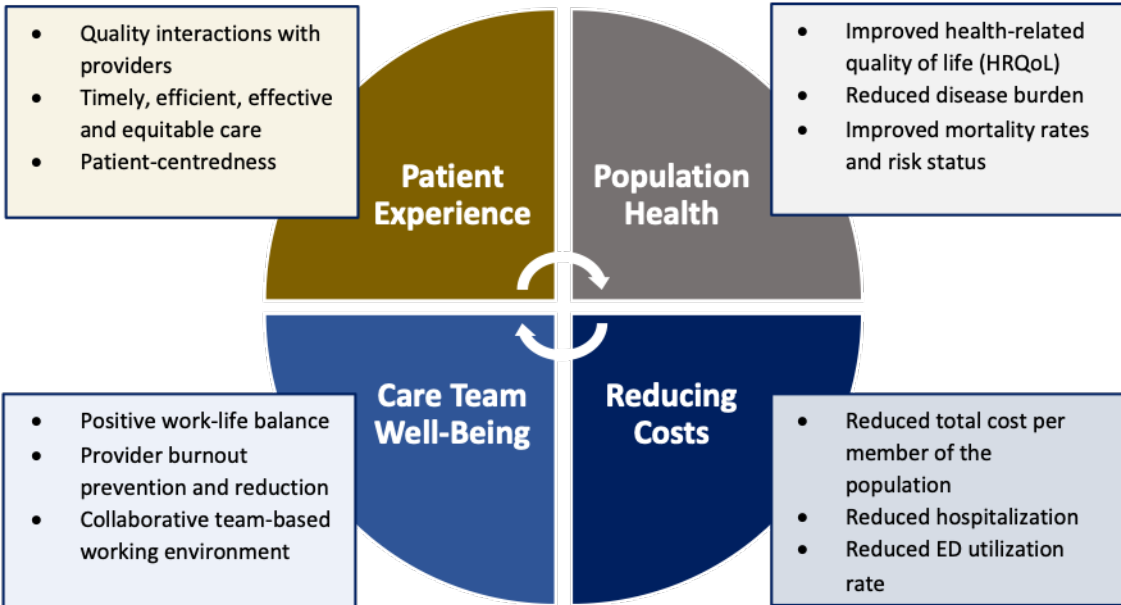 Quality interactions with
providers
Timely, efficient, effective
and equitable care
Patient-centredness
Patient
Experience
Population
Health
Improved health-related
quality of life (HRQoL)
Reduced disease burden
Improved mortality rates
and risk status
Positive work-life balance
Provider burnout
prevention and reduction
Collaborative team-based
working environment
Care Team
Well-Being
Reducing
Costs
Reduced total cost per
member of the
population
Reduced hospitalization
Reduced ED utilization
rate